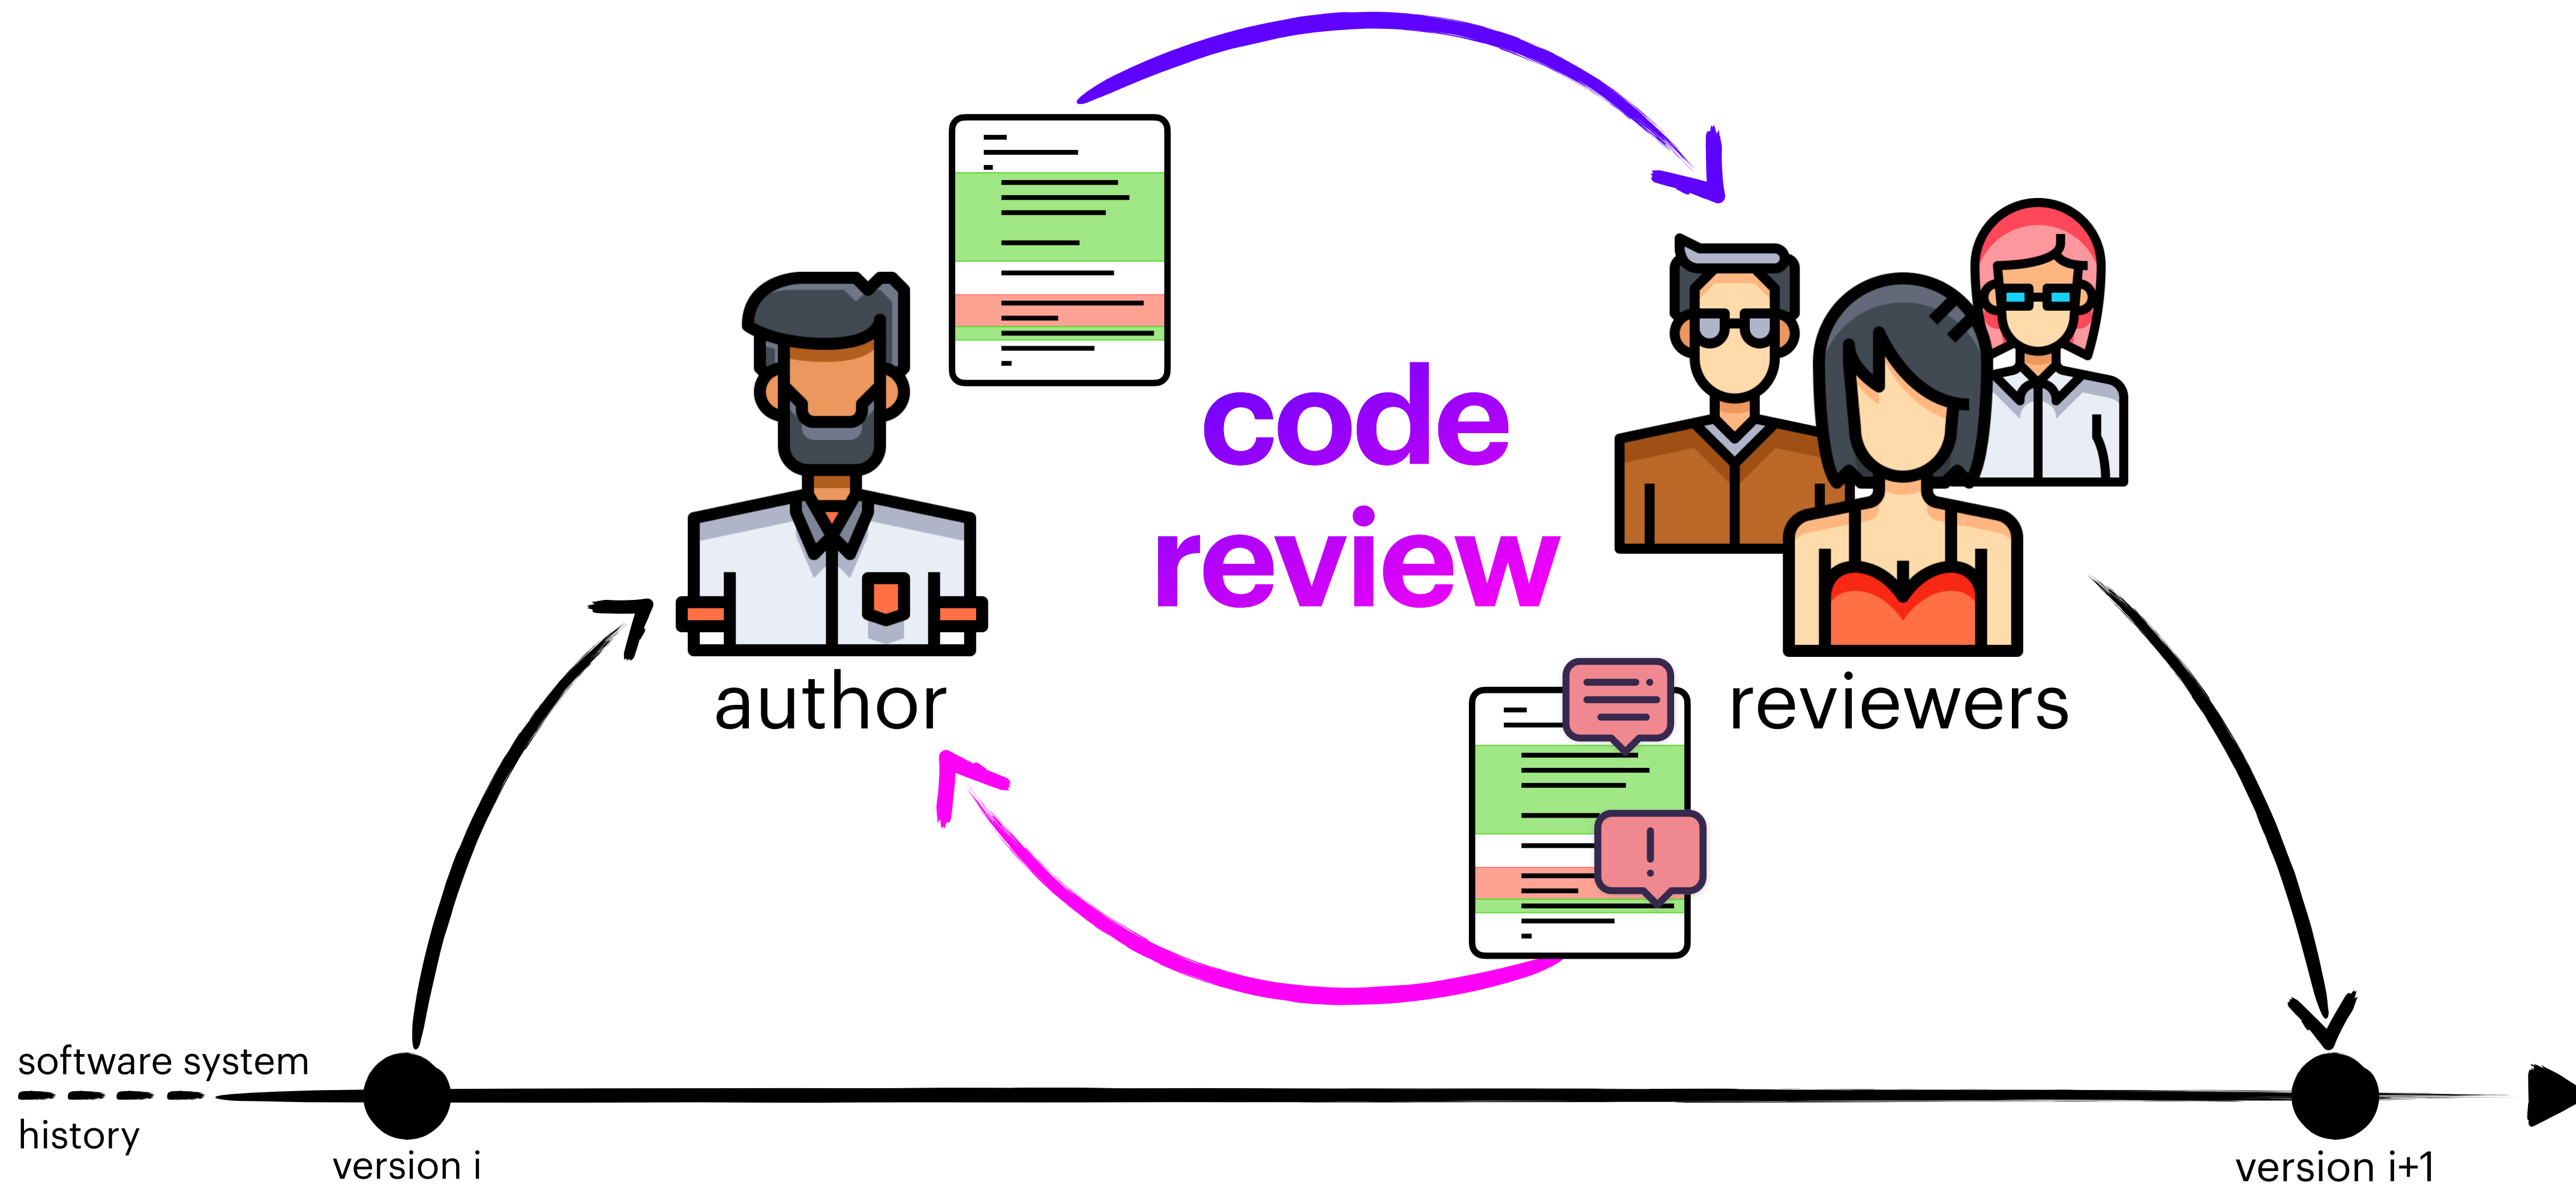 code
review
author
reviewers
software system
history
version i
version i+1